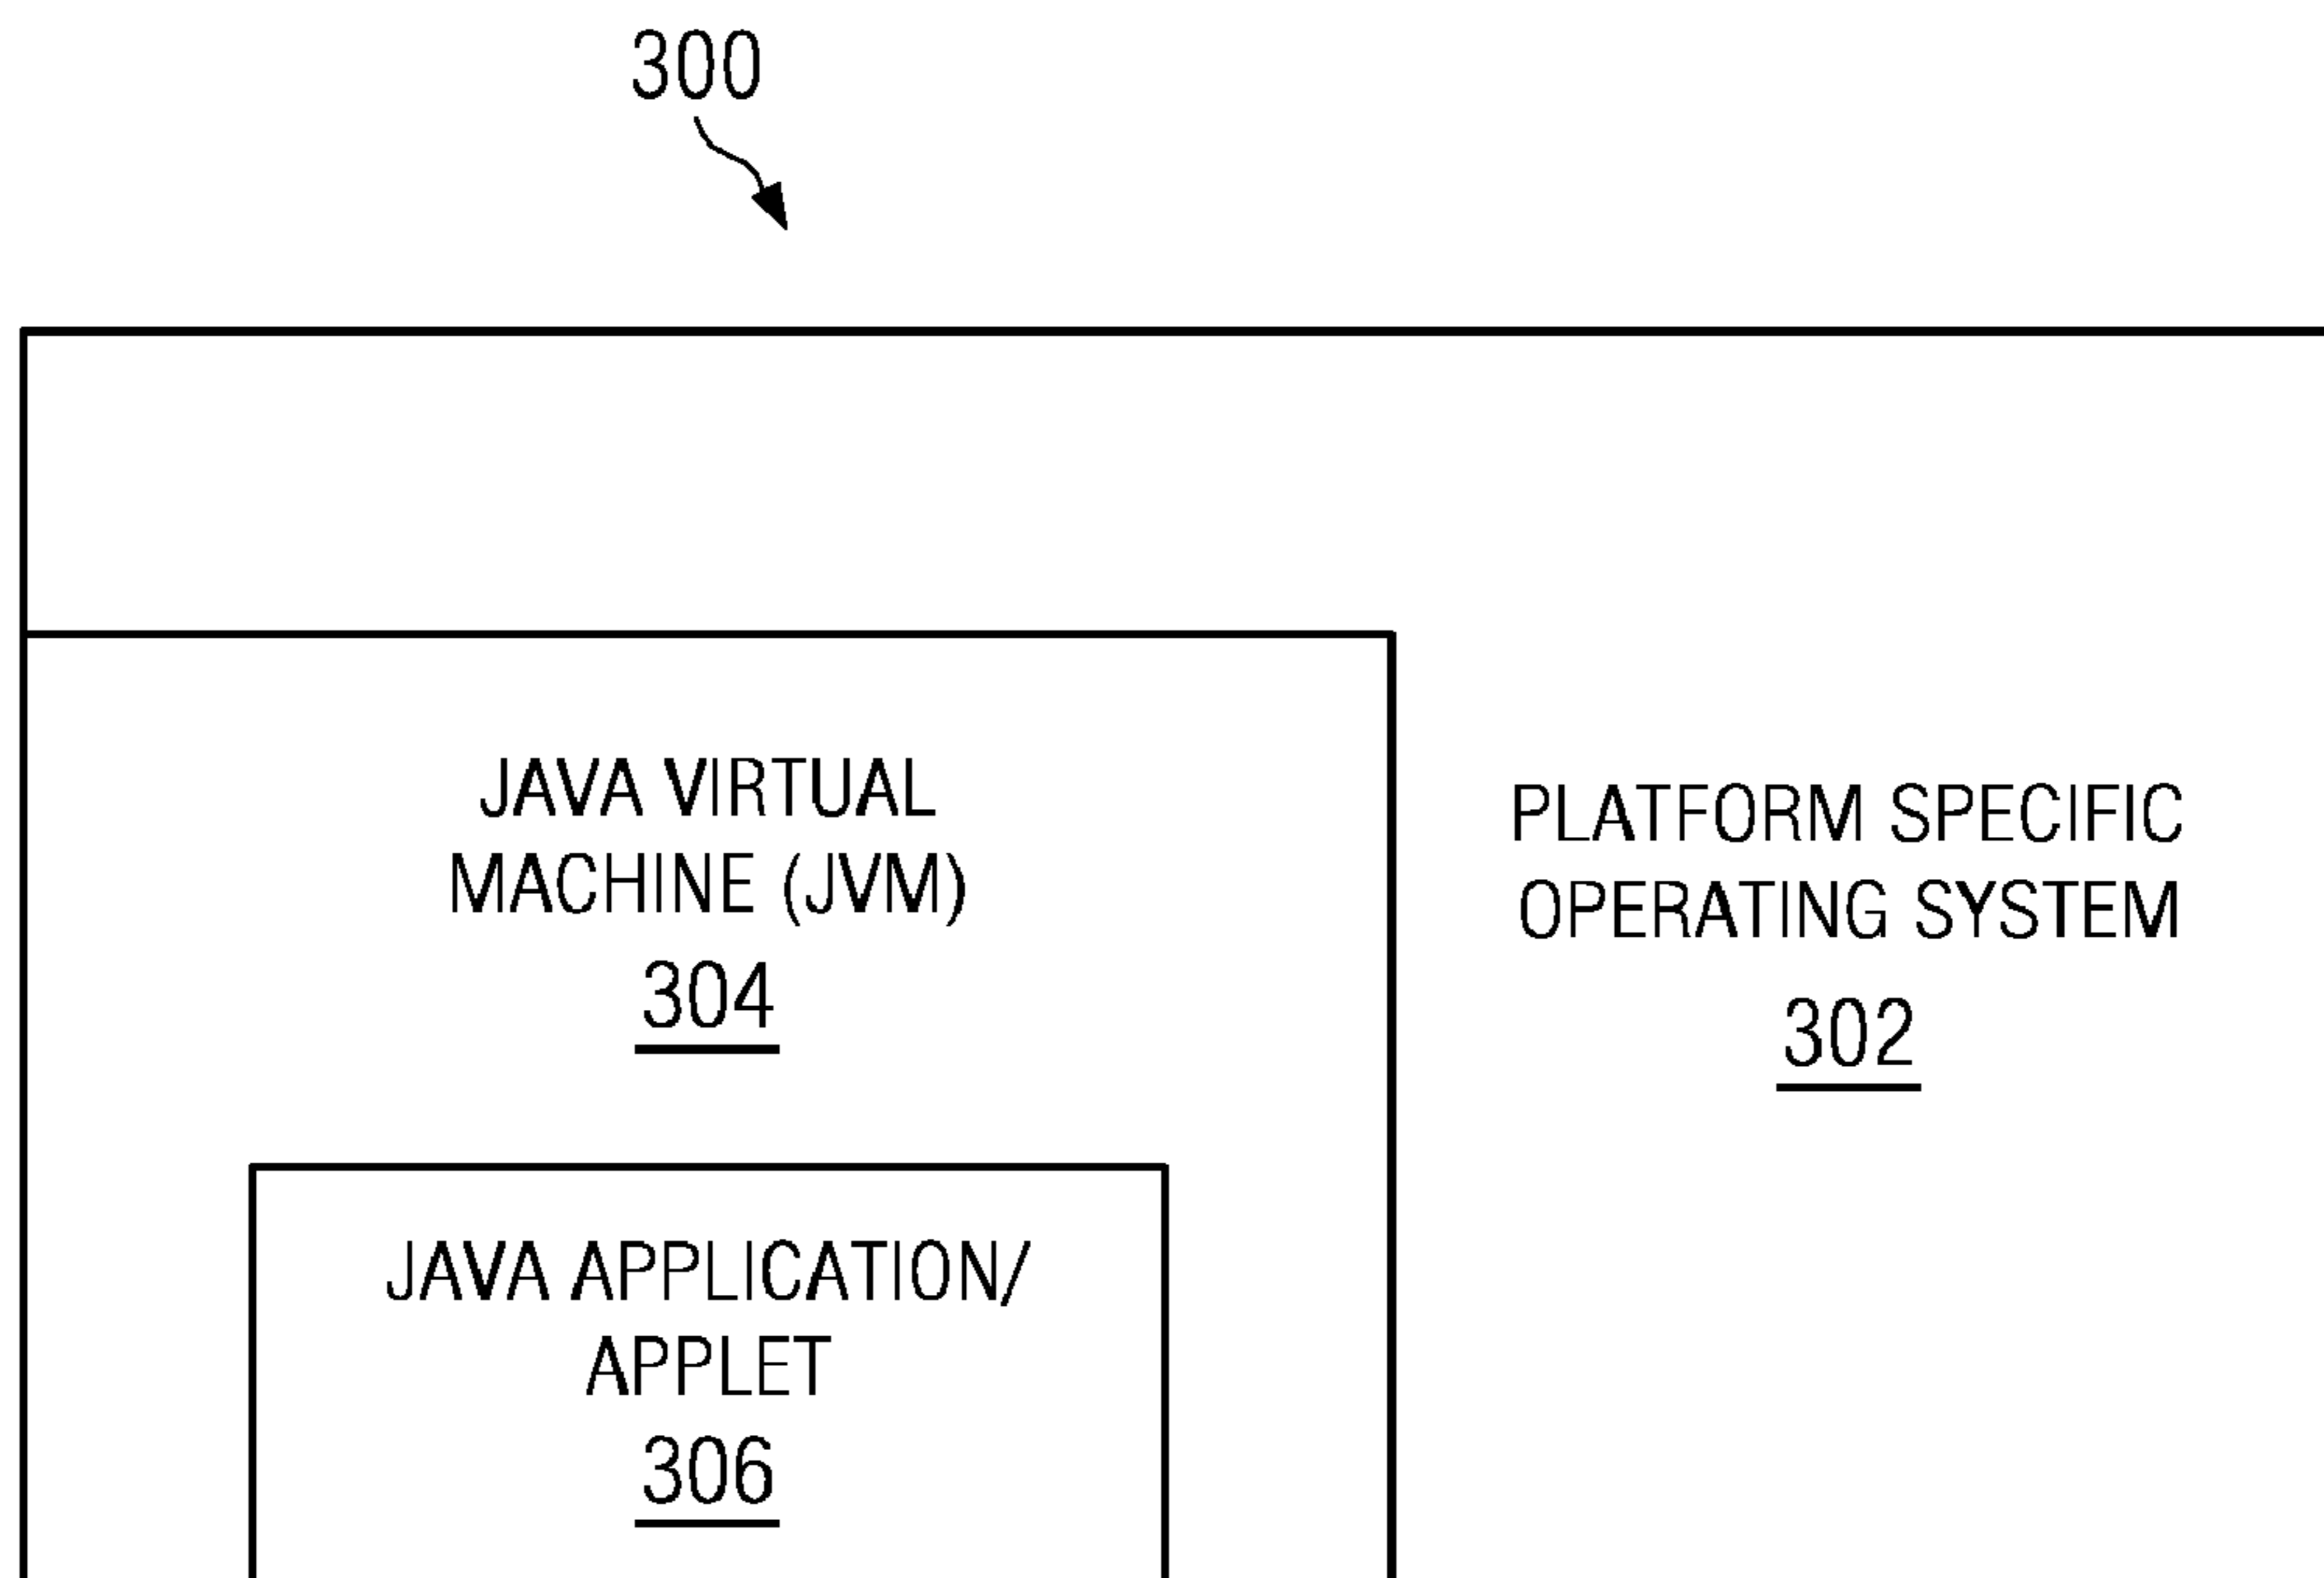 300
JAVA VIRTUAL
MACHINE (JVM)
304
PLATFORM SPECIFIC
OPERATING SYSTEM
302
JAVA APPLICATION/
APPLET
306